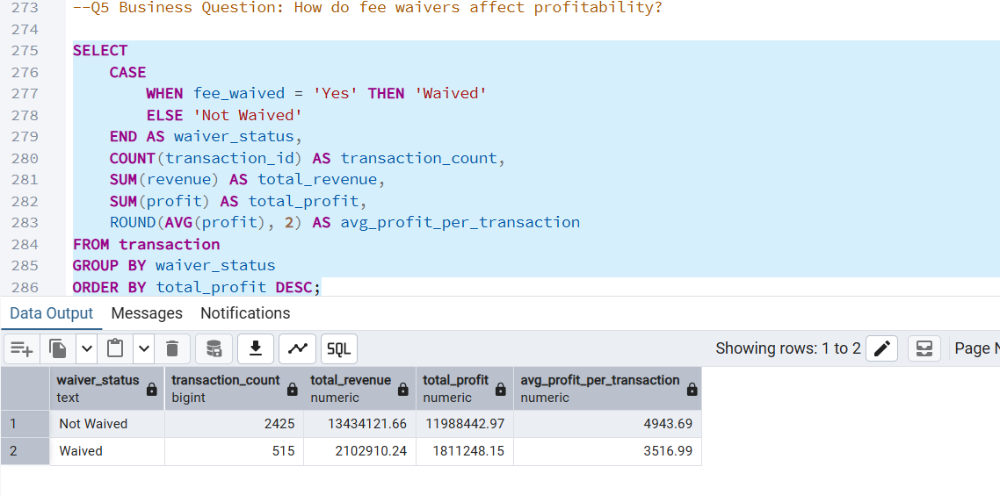 273 --Q5 Business Question: How do fee waivers affect profitability?
274
275 SELECT
276 CASE
277 WHEN fee_waived = 'Yes' THEN 'Waived'
278 ELSE 'Not Waived'
279 END AS waiver_status,
280 COUNT(transaction_id) AS transaction_count,
281 SUM(revenue) AS total_revenue,
282 SUM(profit) AS total_profit,
283 ROUND(AVG(profit), 2) AS avg_profit_per_transaction
284 FROM transaction
285 GROUP BY waiver_status
286 ORDER BY total_profit DESC;
Data Output Messages Notifications
SQL Showing rows: 1 to 2 Page N
waiver_status transaction_count total_revenue total_profit avg_profit_per_transaction
text bigint numeric numeric numeric
1 Not Waived 2425 13434121.66 11988442.97 4943.69
2 Waived 515 2102910.24 1811248.15 3516.99